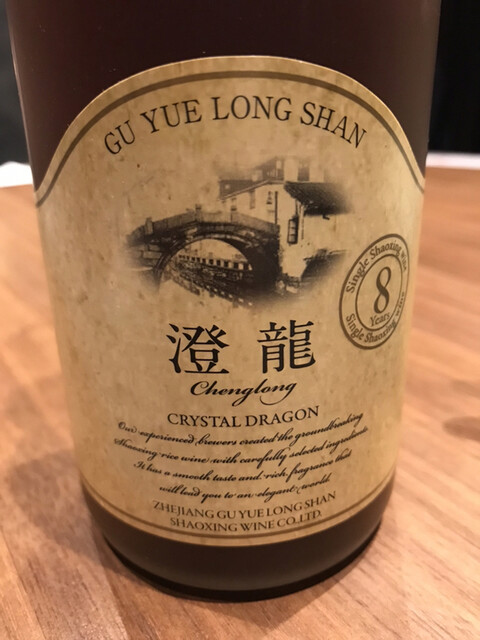 GU YUE LONG SHAN
Single Shaoxing Wine
8
Years
Single Shaoxing Wine
澄龍
Chenglong
CRYSTAL DRAGON
Our experienced brewers created the groundbreaking
Shaoxing rice wine with carefully selected ingredients.
It has a smooth taste and rich fragrance that
will lead you to an elegant world.
ZHEJIANG GU YUE LONG SHAN
SHAOXING WINE CO.,LTD.